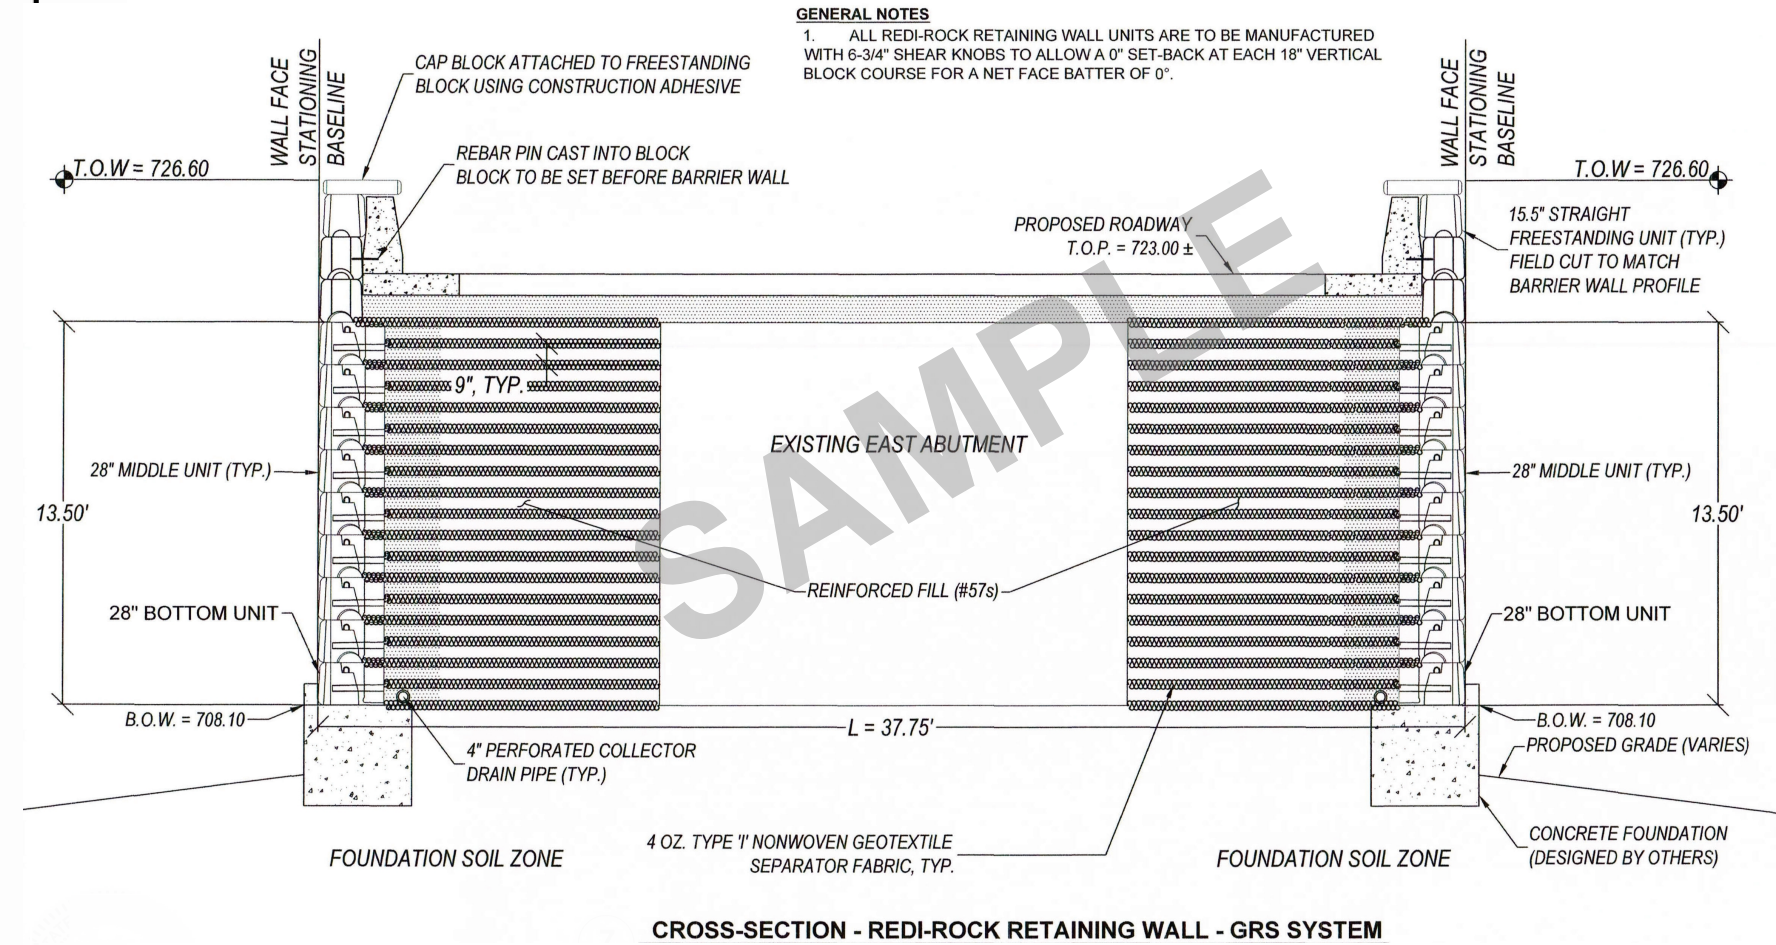 GENERAL NOTES
1. ALL REDI-ROCK RETAINING WALL UNITS ARE TO BE MANUFACTURED
WITH 6-3/4" SHEAR KNOBS TO ALLOW A 0" SET-BACK AT EACH 18" VERTICAL
BLOCK COURSE FOR A NET FACE BATTER OF 0°.
WALL FACE
STATIONING
BASELINE
CAP BLOCK ATTACHED TO FREESTANDING
BLOCK USING CONSTRUCTION ADHESIVE
WALL FACE
STATIONING
BASELINE
REBAR PIN CAST INTO BLOCK
BLOCK TO BE SET BEFORE BARRIER WALL
T.O.W = 726.60
T.O.W = 726.60
PROPOSED ROADWAY
T.O.P. = 723.00 ±
15.5" STRAIGHT
FREESTANDING UNIT (TYP.)
FIELD CUT TO MATCH
BARRIER WALL PROFILE
9", TYP.
EXISTING EAST ABUTMENT
SAMPLE
28" MIDDLE UNIT (TYP.)
28" MIDDLE UNIT (TYP.)
13.50'
13.50'
REINFORCED FILL (#57s)
28" BOTTOM UNIT
28" BOTTOM UNIT
B.O.W. = 708.10
L = 37.75'
B.O.W. = 708.10
PROPOSED GRADE (VARIES)
4" PERFORATED COLLECTOR
DRAIN PIPE (TYP.)
4 OZ. TYPE 'I' NONWOVEN GEOTEXTILE
SEPARATOR FABRIC, TYP.
CONCRETE FOUNDATION
(DESIGNED BY OTHERS)
FOUNDATION SOIL ZONE
FOUNDATION SOIL ZONE
CROSS-SECTION - REDI-ROCK RETAINING WALL - GRS SYSTEM